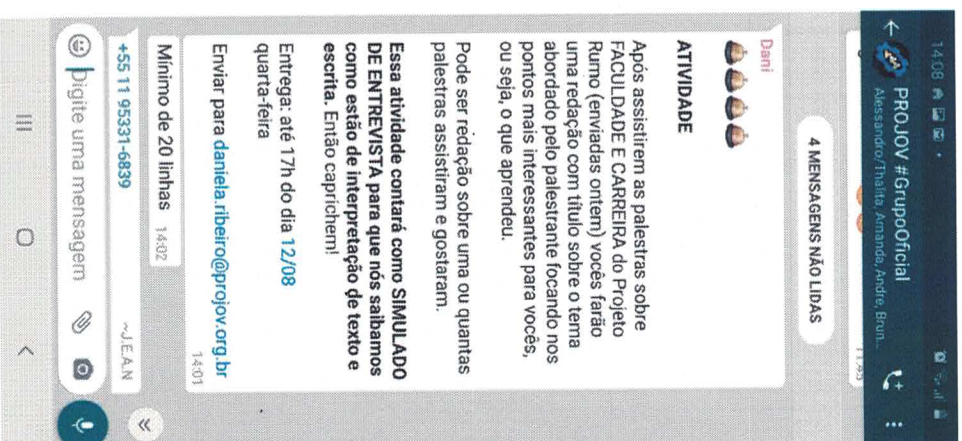 14:08
PROJOV #GrupoOficial
Alessandro/Thalita, Amanda, Andre, Brun...
11:45
4 MENSAGENS NÃO LIDAS
Dani
ATIVIDADE
Após assistirem as palestras sobre
FACULDADE E CARREIRA do Projeto
Rumo (enviadas ontem) vocês farão
uma redação com título sobre o tema
abordado pelo palestrante focando nos
pontos mais interessantes para vocês,
ou seja, o que aprendeu.
Pode ser redação sobre uma ou quantas
palestras assistiram e gostaram.
Essa atividade contará como SIMULADO
DE ENTREVISTA para que nós saibamos
como estão de interpretação de texto e
escrita. Então caprichem!
Entrega: até 17h do dia 12/08
quarta-feira
Enviar para daniela.ribeiro@projov.org.br
14:01
Mínimo de 20 linhas 14:02
+55 11 95331-6839 ~J.E.A.N
Digite uma mensagem